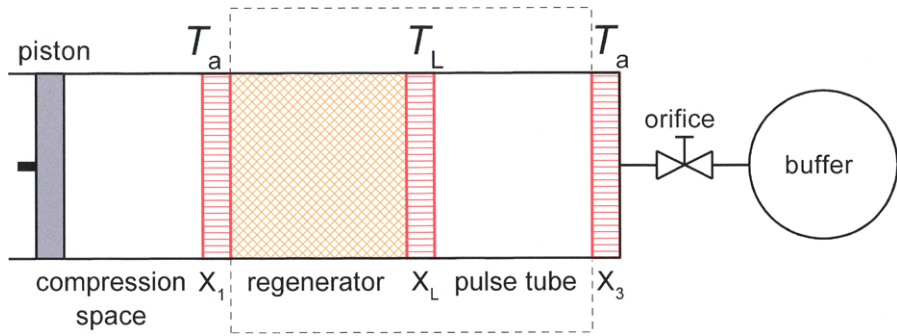 piston
Ta
TL
Ta
orifice
buffer
compression
space
X1
regenerator
XL
pulse tube
X3